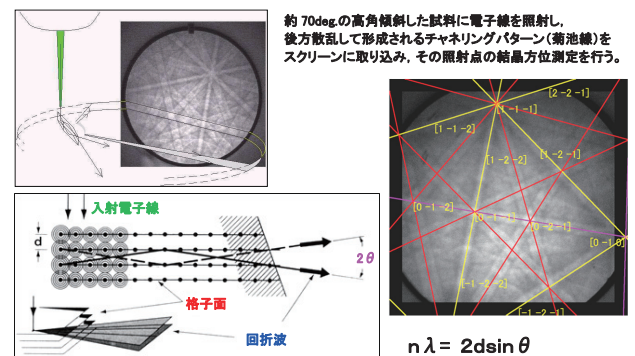 約 70deg.の高角傾斜した試料に電子線を照射し,
後方散乱して形成されるチャネリングパターン(菊池線)を
スクリーンに取り込み, その照射点の結晶方位測定を行う。
[2 -2 -1]
[1 -1 -1]
[1 -1 -2]
[1 -2 -2]
[1 -2 -1]
[0 -1 -2]
[0 -1 -1]
[0 -2 -1]
[0 -1 0]
[-1 -2 -2]
[-1 -2 -1]
入射電子線
d
2θ
格子面
回折波
nλ= 2dsinθ